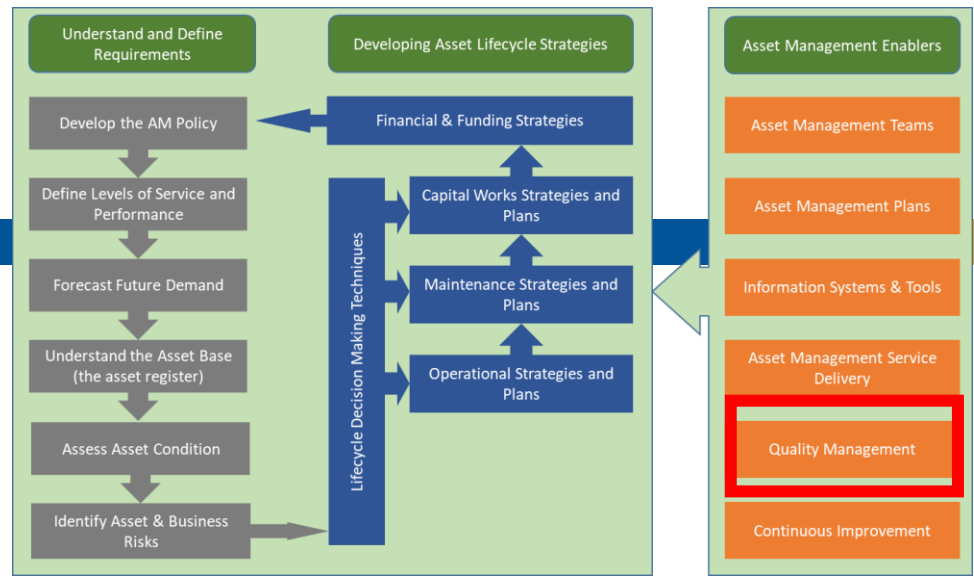 Understand and Define
Requirements
Develop the AM Policy
Define Levels of Service and
Performance
Forecast Future Demand
Understand the Asset Base
(the asset register)
Assess Asset Condition
Identify Asset & Business
Risks
Developing Asset Lifecycle Strategies
Financial & Funding Strategies
Lifecycle Decision Making Techniques
Capital Works Strategies and
Plans
Maintenance Strategies and
Plans
Operational Strategies and
Plans
Asset Management Enablers
Asset Management Teams
Asset Management Plans
Information Systems & Tools
Asset Management Service
Delivery
Quality Management
Continuous Improvement